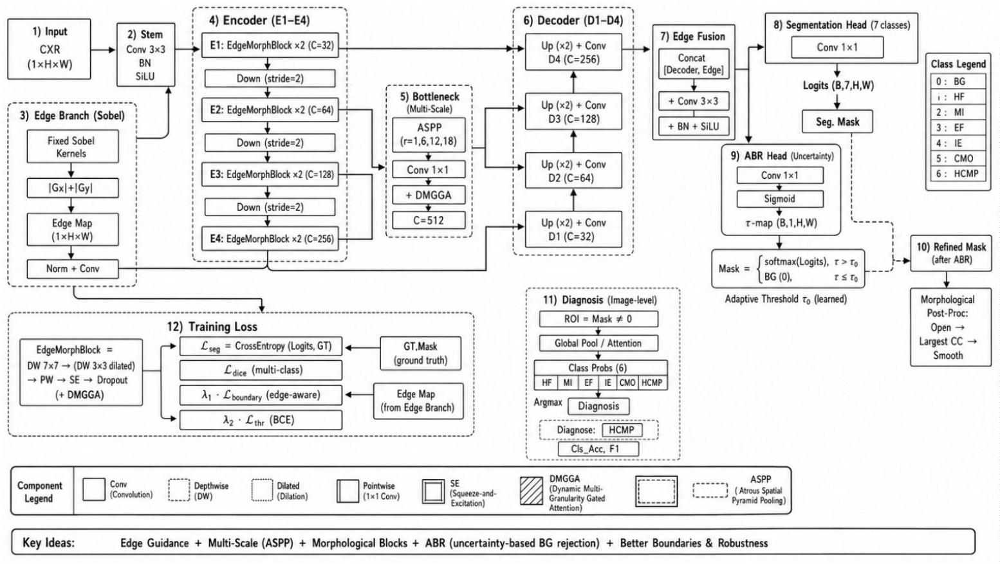 1) Input
CXR
(1×H×W)
2) Stem
Conv 3×3
BN
SiLU
3) Edge Branch (Sobel)
Fixed Sobel
Kernels
|Gx|+|Gy|
Edge Map
(1×H×W)
Norm + Conv
4) Encoder (E1–E4)
E1: EdgeMorphBlock ×2 (C=32)
Down (stride=2)
E2: EdgeMorphBlock ×2 (C=64)
Down (stride=2)
E3: EdgeMorphBlock ×2 (C=128)
Down (stride=2)
E4: EdgeMorphBlock ×2 (C=256)
5) Bottleneck
(Multi-Scale)
ASPP
(r=1,6,12,18)
Conv 1×1
+ DMGGA
C=512
6) Decoder (D1–D4)
Up (×2) + Conv
D4 (C=256)
Up (×2) + Conv
D3 (C=128)
Up (×2) + Conv
D2 (C=64)
Up (×2) + Conv
D1 (C=32)
7) Edge Fusion
Concat
[Decoder, Edge]
+ Conv 3×3
+ BN + SiLU
8) Segmentation Head (7 classes)
Conv 1×1
Logits (B,7,H,W)
Seg. Mask
Class Legend
0 : BG
i : HF
2 : MI
3 : EF
4 : IE
5 : CMO
6 : HCMP
9) ABR Head (Uncertainty)
Conv 1×1
Sigmoid
τ-map (B,1,H,W)
Mask = { softmax(Logits), τ > τ₀
BG (0), τ ≤ τ₀
Adaptive Threshold τ₀ (learned)
10) Refined Mask
(after ABR)
Morphological
Post-Proc:
Open →
Largest CC →
Smooth
11) Diagnosis (Image-level)
ROI = Mask ≠ 0
Global Pool / Attention
Class Probs (6)
HF MI EF IE CMO HCMP
Argmax
Diagnosis
Diagnose: HCMP
Cls_Acc, F1
12) Training Loss
EdgeMorphBlock =
DW 7×7 → (DW 3×3 dilated)
→ PW → SE → Dropout
(+ DMGGA)
ℒseg = CrossEntropy (Logits, GT)
ℒdice (multi-class)
λ₁ · ℒboundary (edge-aware)
λ₂ · ℒthr (BCE)
GT,Mask
(ground truth)
Edge Map
(from Edge Branch)
Component
Legend
Conv
(Convolution)
Depthwise
(DW)
Dilated
(Dilation)
Pointwise
(1×1 Conv)
SE
(Squeeze-and-
Excitation)
DMGGA
(Dynamic Multi-
Granularity Gated
Attention)
ASPP
( Atrous Spatial
Pyramid Pooling)
Key Ideas: Edge Guidance + Multi-Scale (ASPP) + Morphological Blocks + ABR (uncertainty-based BG rejection) + Better Boundaries & Robustness